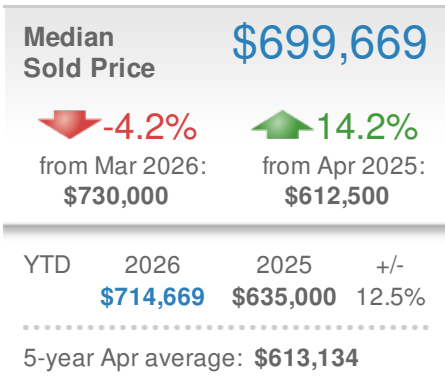 Median $699,669
Sold Price
-4.2% 14.2%
from Mar 2026: from Apr 2025:
$730,000 $612,500
YTD 2026 2025 +/-
$714,669 $635,000 12.5%
5-year Apr average: $613,134